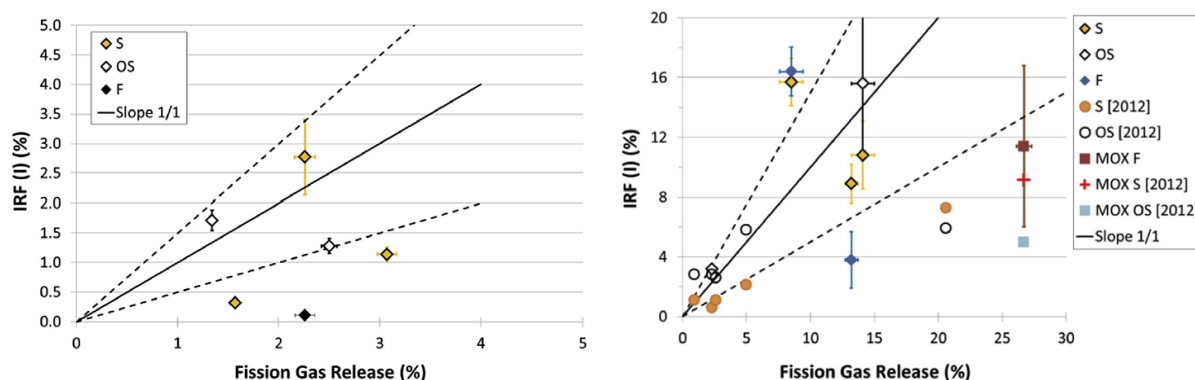 5.0
4.5
4.0
3.5
3.0
2.5
2.0
1.5
1.0
0.5
0.0
IRF (I) (%)
S
OS
F
Slope 1/1
0 1 2 3 4 5
Fission Gas Release (%)
20
16
12
8
4
0
IRF (I) (%)
0 5 10 15 20 25 30
Fission Gas Release (%)
S
OS
F
S [2012]
OS [2012]
MOX F
MOX S [2012]
MOX OS [2012]
Slope 1/1